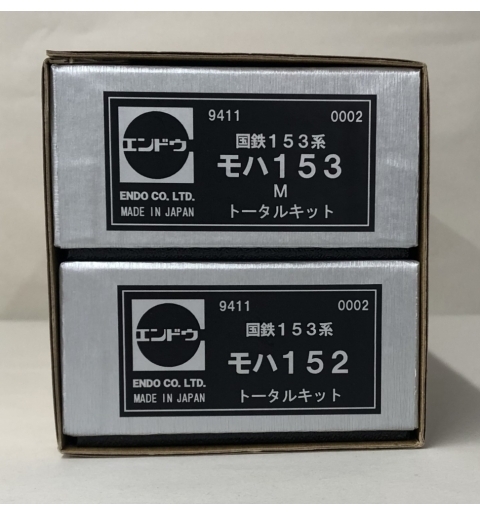 9411 0002
国鉄153系
エンドウ
モハ153
M
ENDO CO. LTD.
MADE IN JAPAN
トータルキット
9411 0002
国鉄153系
エンドウ
モハ152
ENDO CO. LTD.
MADE IN JAPAN
トータルキット